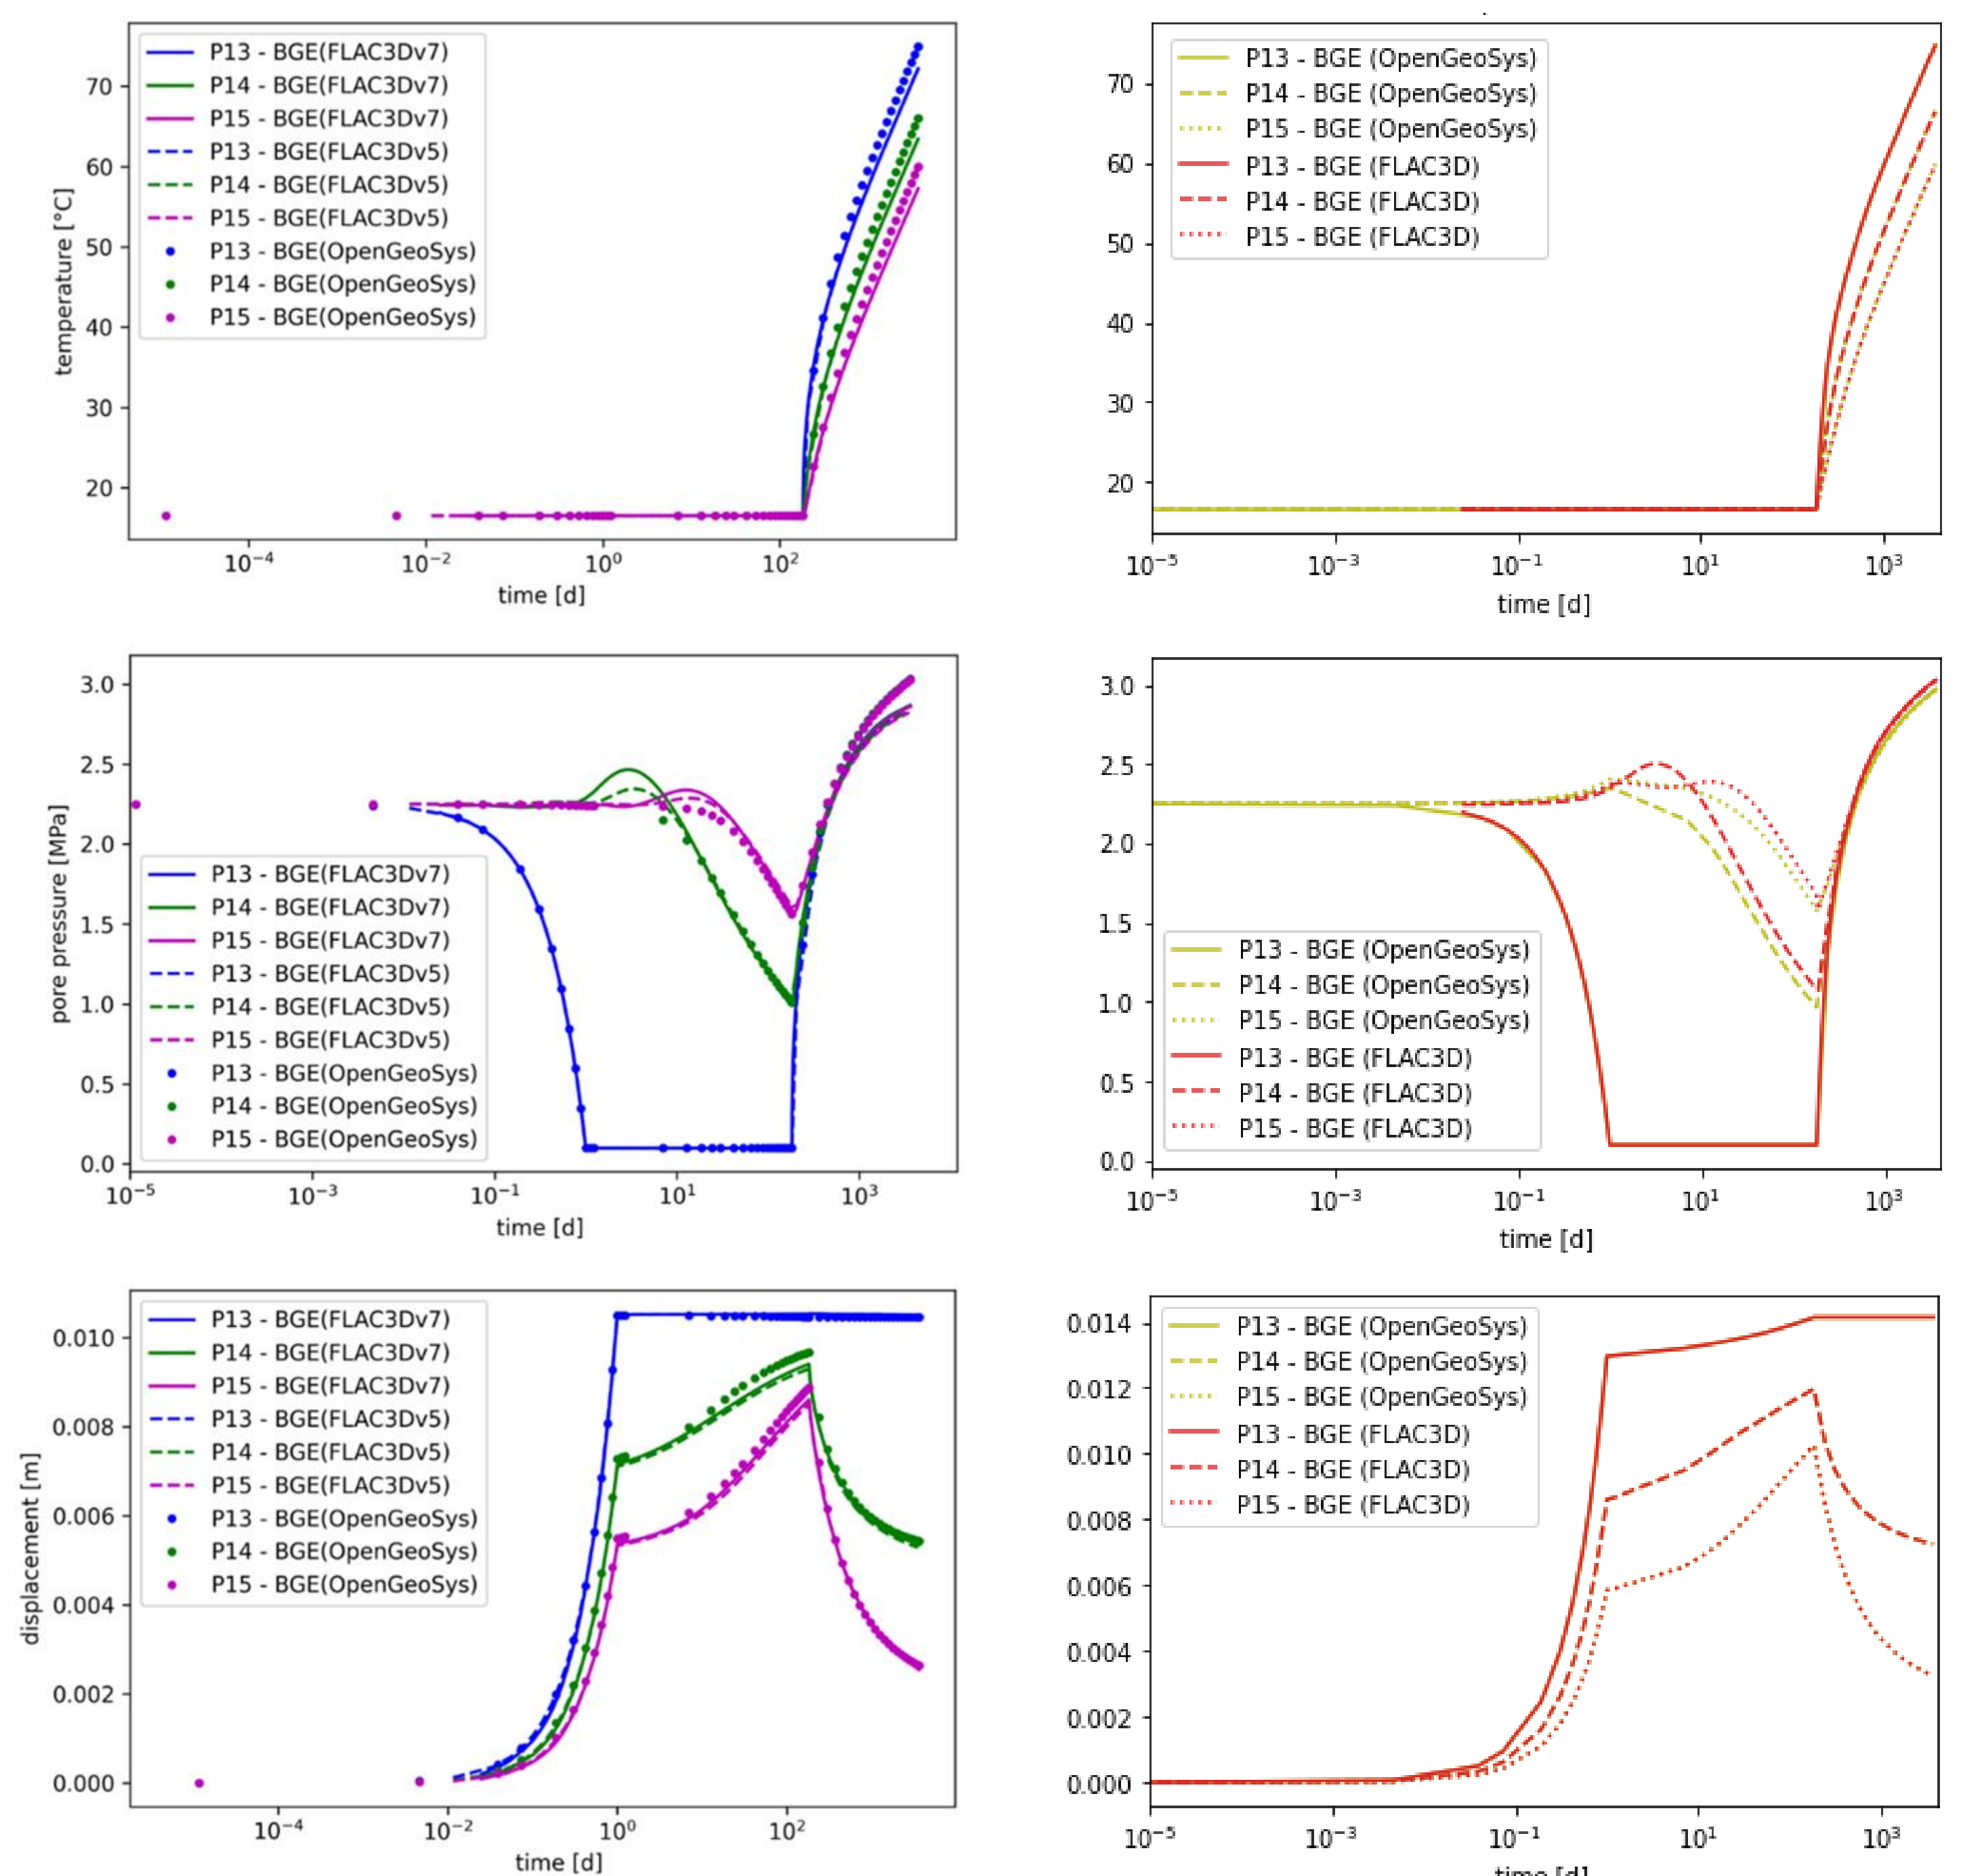 P13 - BGE(FLAC3Dv7)
P14 - BGE(FLAC3Dv7)
P15 - BGE(FLAC3Dv7)
P13 - BGE(FLAC3Dv5)
P14 - BGE(FLAC3Dv5)
P15 - BGE(FLAC3Dv5)
P13 - BGE(OpenGeoSys)
P14 - BGE(OpenGeoSys)
P15 - BGE(OpenGeoSys)
temperature [°C]
70
60
50
40
30
20
10⁻⁴ 10⁻² 10⁰ 10²
time [d]
P13 - BGE (OpenGeoSys)
P14 - BGE (OpenGeoSys)
P15 - BGE (OpenGeoSys)
P13 - BGE (FLAC3D)
P14 - BGE (FLAC3D)
P15 - BGE (FLAC3D)
70
60
50
40
30
20
10⁻⁵ 10⁻³ 10⁻¹ 10¹ 10³
time [d]
pore pressure [MPa]
3.0
2.5
2.0
1.5
1.0
0.5
0.0
P13 - BGE(FLAC3Dv7)
P14 - BGE(FLAC3Dv7)
P15 - BGE(FLAC3Dv7)
P13 - BGE(FLAC3Dv5)
P14 - BGE(FLAC3Dv5)
P15 - BGE(FLAC3Dv5)
P13 - BGE(OpenGeoSys)
P14 - BGE(OpenGeoSys)
P15 - BGE(OpenGeoSys)
10⁻⁵ 10⁻³ 10⁻¹ 10¹ 10³
time [d]
3.0
2.5
2.0
1.5
1.0
0.5
0.0
P13 - BGE (OpenGeoSys)
P14 - BGE (OpenGeoSys)
P15 - BGE (OpenGeoSys)
P13 - BGE (FLAC3D)
P14 - BGE (FLAC3D)
P15 - BGE (FLAC3D)
10⁻⁵ 10⁻³ 10⁻¹ 10¹ 10³
time [d]
displacement [m]
P13 - BGE(FLAC3Dv7)
P14 - BGE(FLAC3Dv7)
P15 - BGE(FLAC3Dv7)
P13 - BGE(FLAC3Dv5)
P14 - BGE(FLAC3Dv5)
P15 - BGE(FLAC3Dv5)
P13 - BGE(OpenGeoSys)
P14 - BGE(OpenGeoSys)
P15 - BGE(OpenGeoSys)
0.010
0.008
0.006
0.004
0.002
0.000
10⁻⁴ 10⁻² 10⁰ 10²
time [d]
P13 - BGE (OpenGeoSys)
P14 - BGE (OpenGeoSys)
P15 - BGE (OpenGeoSys)
P13 - BGE (FLAC3D)
P14 - BGE (FLAC3D)
P15 - BGE (FLAC3D)
0.014
0.012
0.010
0.008
0.006
0.004
0.002
0.000
10⁻⁵ 10⁻³ 10⁻¹ 10¹ 10³
time [d]